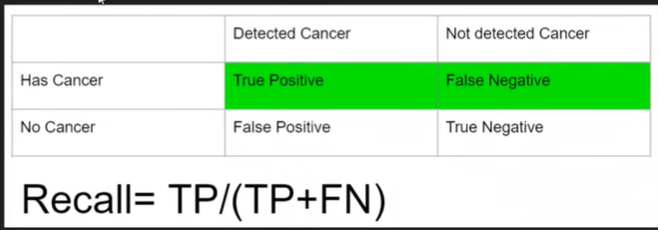 Detected Cancer Not detected Cancer
Has Cancer True Positive False Negative
No Cancer False Positive True Negative
Recall= TP/(TP+FN)